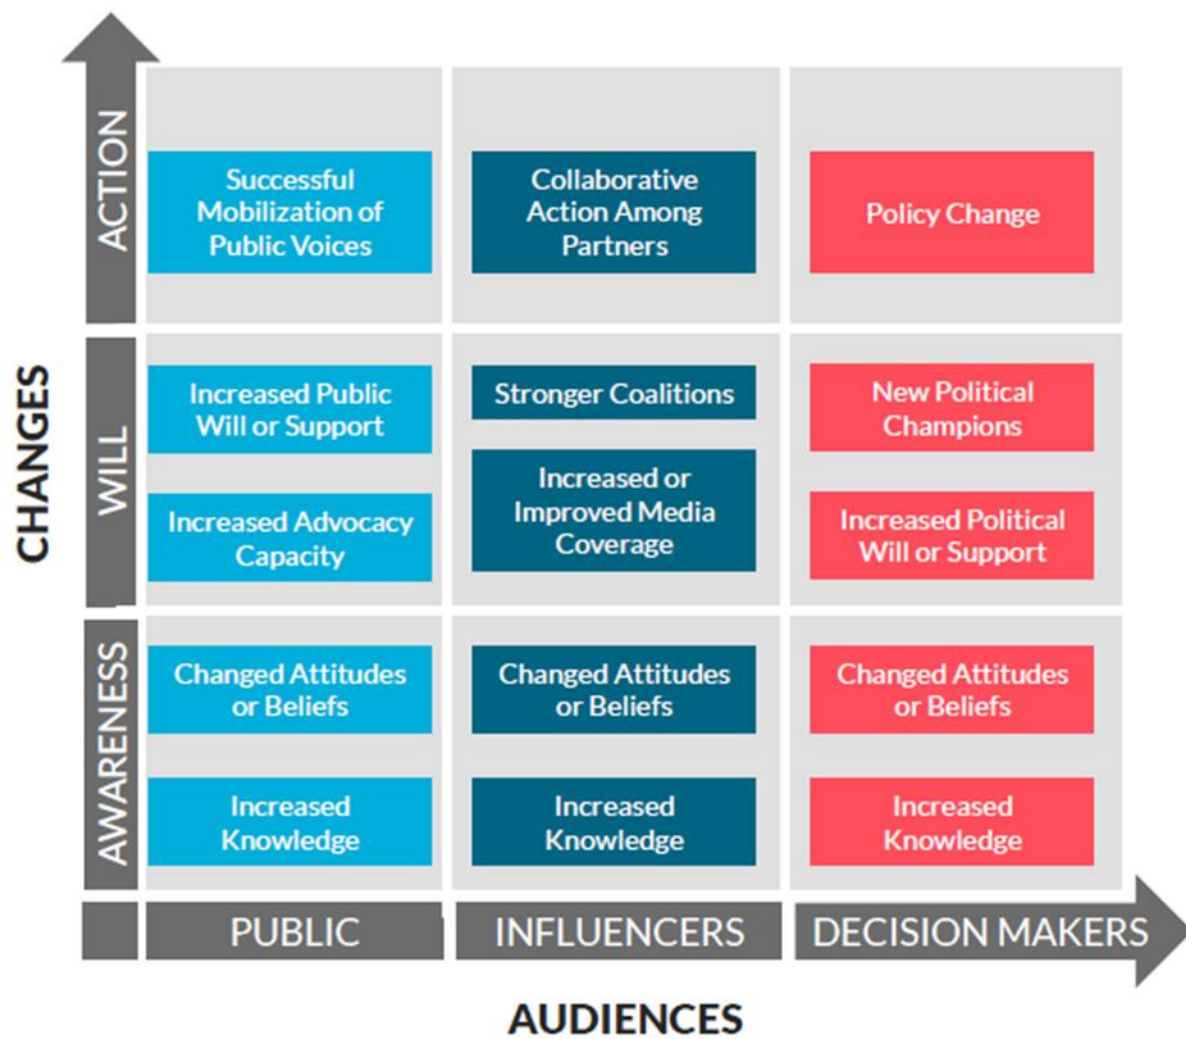 ACTION
Successful
Mobilization of
Public Voices
Collaborative
Action Among
Partners
Policy Change
CHANGES
WILL
Increased Public
Will or Support
Increased Advocacy
Capacity
Stronger Coalitions
Increased or
Improved Media
Coverage
New Political
Champions
Increased Political
Will or Support
AWARENESS
Changed Attitudes
or Beliefs
Increased
Knowledge
Changed Attitudes
or Beliefs
Increased
Knowledge
Changed Attitudes
or Beliefs
Increased
Knowledge
PUBLIC
INFLUENCERS
DECISION MAKERS
AUDIENCES